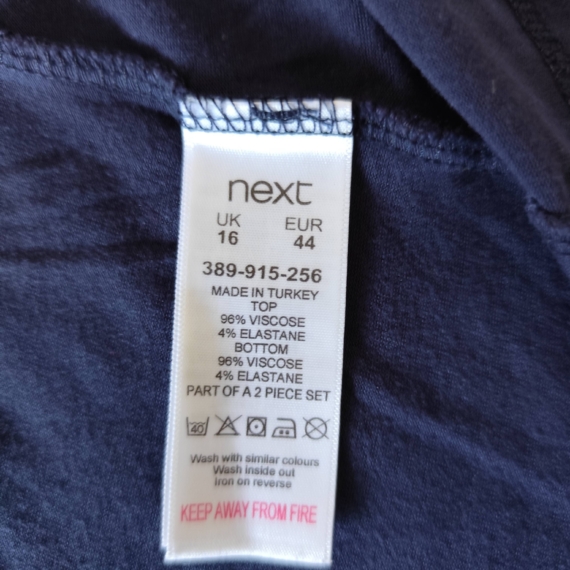 next
UK EUR
16 44
389-915-256
MADE IN TURKEY
TOP
96% VISCOSE
4% ELASTANE
BOTTOM
96% VISCOSE
4% ELASTANE
PART OF A 2 PIECE SET
40
Wash with similar colours
Wash inside out
Iron on reverse
KEEP AWAY FROM FIRE